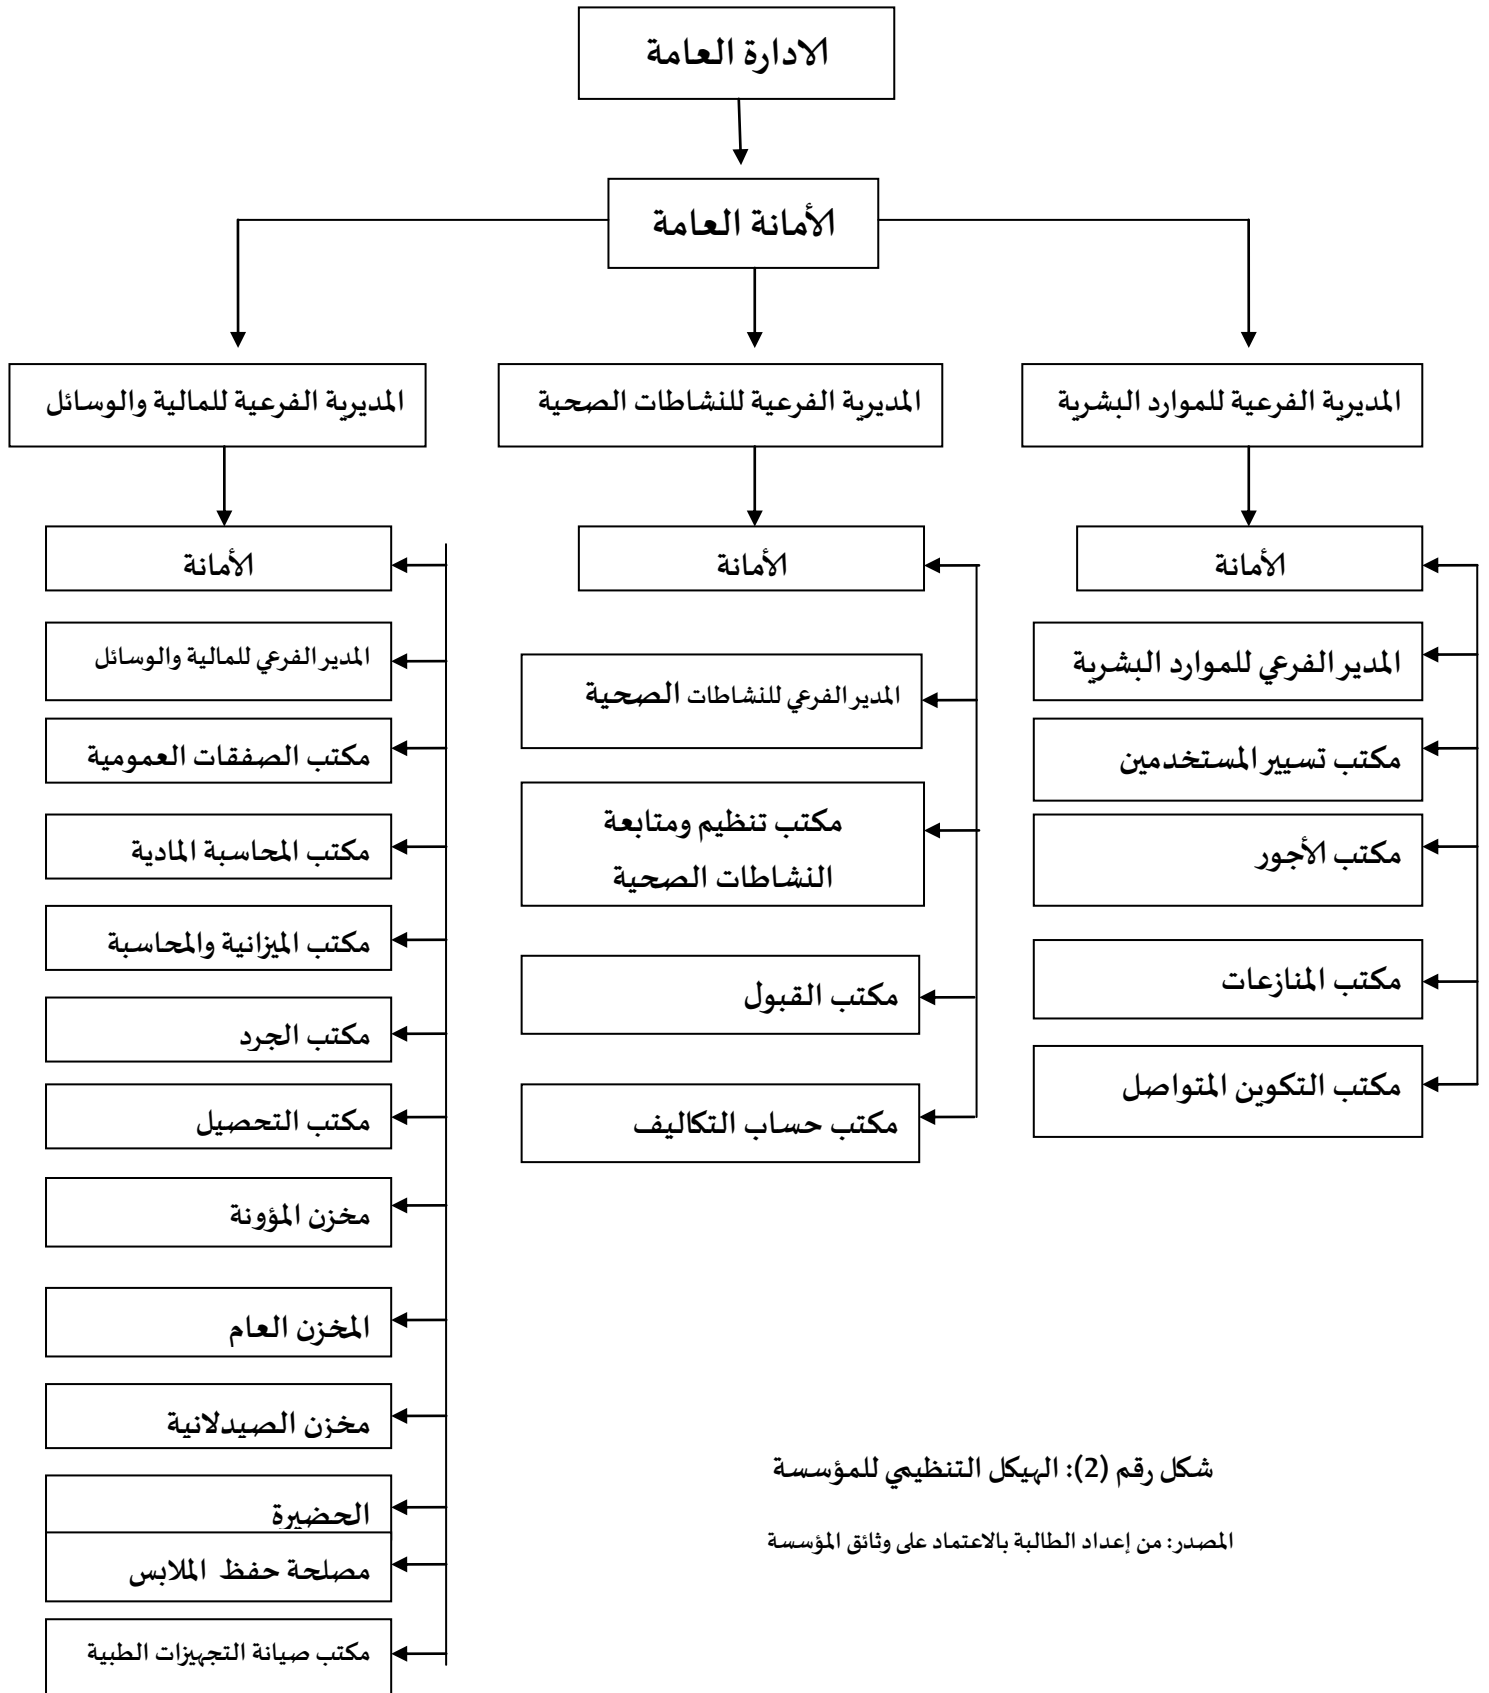 الادارة العامة
الأمانة العامة
المديرية الفرعية للموارد البشرية
المديرية الفرعية للنشاطات الصحية
المديرية الفرعية للمالية والوسائل
الأمانة
المدير الفرعي للموارد البشرية
مكتب تسيير المستخدمين
مكتب الأجور
مكتب المنازعات
مكتب التكوين المتواصل
الأمانة
المدير الفرعي للنشاطات الصحية
مكتب تنظيم ومتابعة
النشاطات الصحية
مكتب القبول
مكتب حساب التكاليف
الأمانة
المدير الفرعي للمالية والوسائل
مكتب الصفقات العمومية
مكتب المحاسبة المادية
مكتب الميزانية والمحاسبة
مكتب الجرد
مكتب التحصيل
مخزن المؤونة
المخزن العام
مخزن الصيدلانية
الحضيرة
مصلحة حفظ الملابس
مكتب صيانة التجهيزات الطبية
شكل رقم (2): الهيكل التنظيمي للمؤسسة
المصدر: من إعداد الطالبة بالاعتماد على وثائق المؤسسة